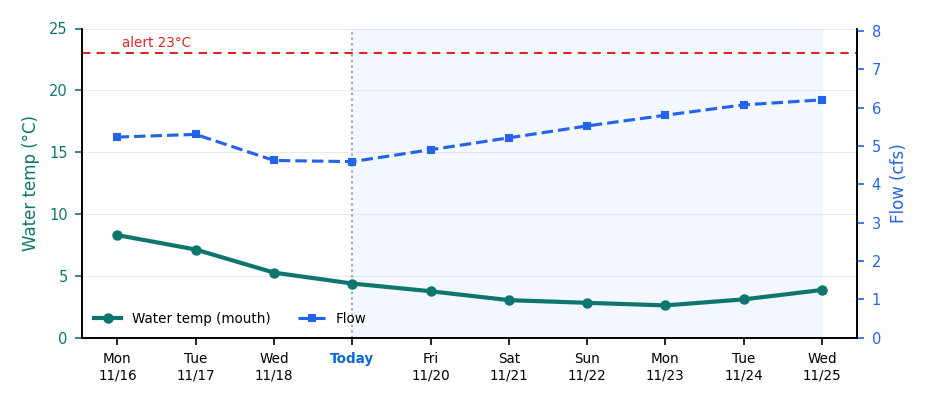 alert 23°C
Water temp (°C)
25
20
15
10
5
0
Flow (cfs)
8
7
6
5
4
3
2
1
0
Water temp (mouth)
Flow
Mon
11/16
Tue
11/17
Wed
11/18
Today
Fri
11/20
Sat
11/21
Sun
11/22
Mon
11/23
Tue
11/24
Wed
11/25